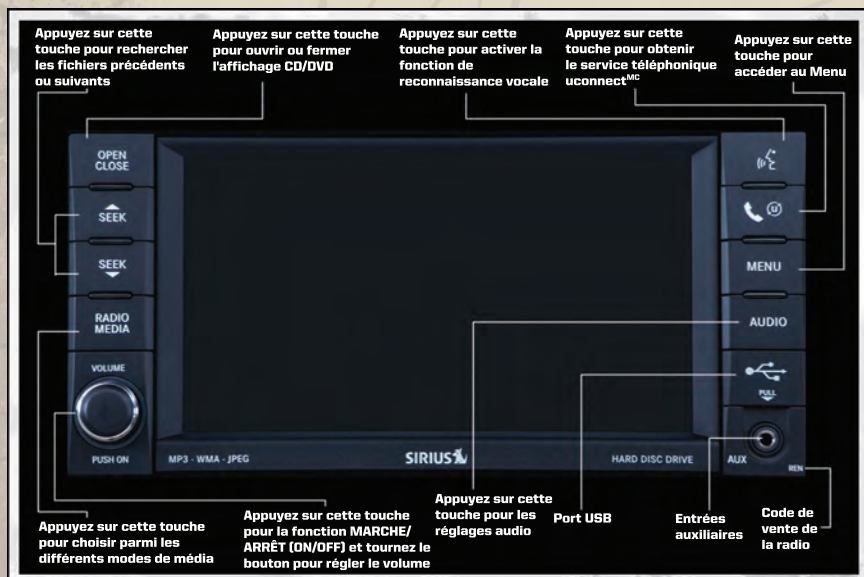 Appuyez sur cette
touche pour rechercher
les fichiers précédents
ou suivants
Appuyez sur cette touche
pour ouvrir ou fermer
l'affichage CD/DVD
Appuyez sur cette
touche pour activer la
fonction de
reconnaissance vocale
Appuyez sur cette
touche pour obtenir
le service téléphonique
uconnectMC
Appuyez sur cette
touche pour
accéder au Menu
OPEN
CLOSE
SEEK
SEEK
RADIO
MEDIA
VOLUME
PUSH ON
MP3 - WMA - JPEG
SIRIUS
HARD DISC DRIVE
MENU
AUDIO
PULL
AUX
REN
Appuyez sur cette touche
pour choisir parmi les
différents modes de média
Appuyez sur cette touche
pour la fonction MARCHE/
ARRÊT (ON/OFF) et tournez le
bouton pour régler le volume
Appuyez sur cette
touche pour les
réglages audio
Port USB
Entrées
auxiliaires
Code de
vente de
la radio